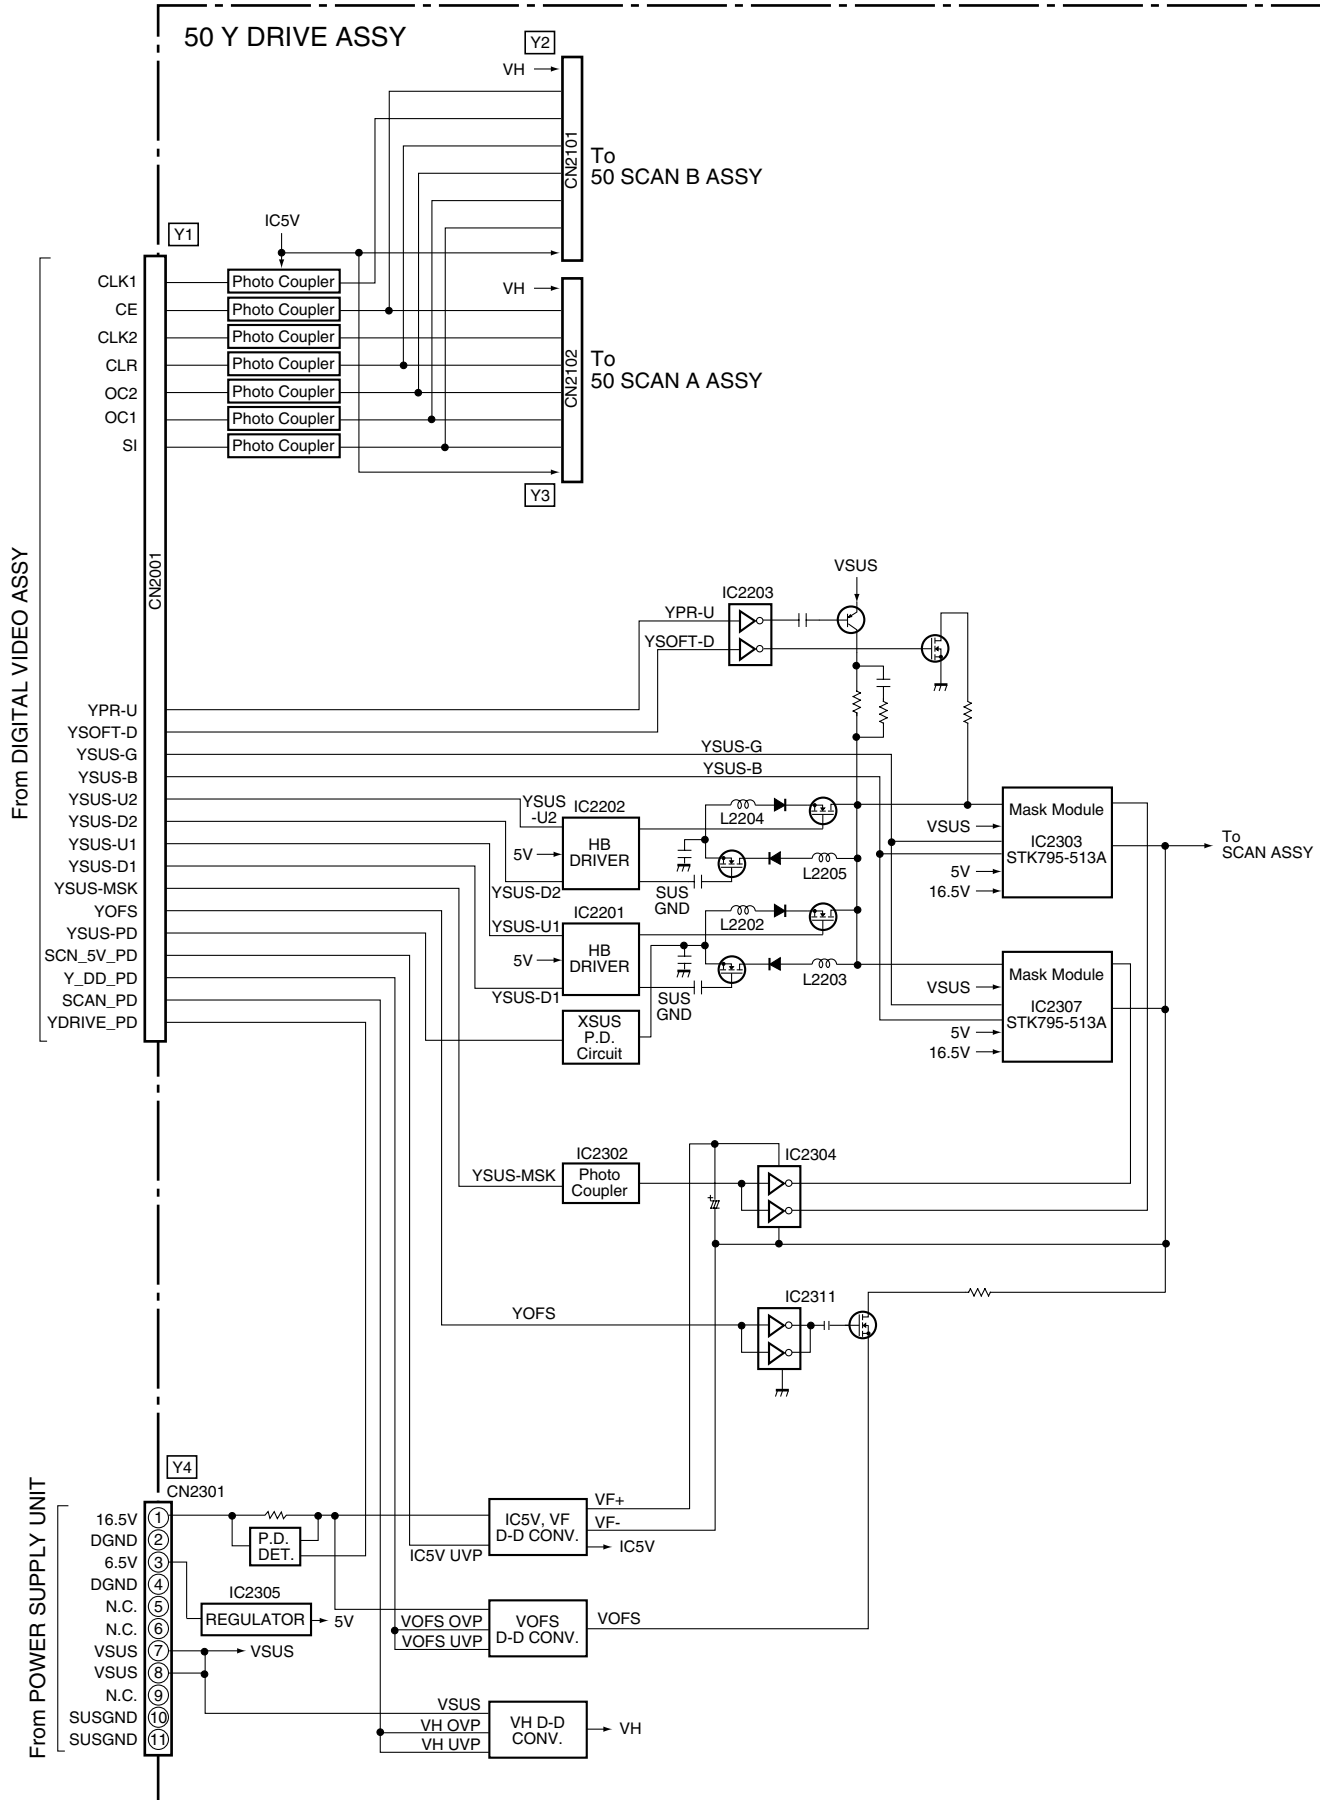 50 Y DRIVE ASSY
Y2
VH
CN2101
To
50 SCAN B ASSY
IC5V
Y1
CLK1
Photo Coupler
CE
Photo Coupler
CLK2
Photo Coupler
CLR
Photo Coupler
OC2
Photo Coupler
OC1
Photo Coupler
SI
Photo Coupler
VH
CN2102
To
50 SCAN A ASSY
Y3
From DIGITAL VIDEO ASSY
CN2001
YPR-U
YSOFT-D
YSUS-G
YSUS-B
YSUS-U2
YSUS-D2
YSUS-U1
YSUS-D1
YSUS-MSK
YOFS
YSUS-PD
SCN_5V_PD
Y_DD_PD
SCAN_PD
YDRIVE_PD
VSUS
IC2203
YPR-U
YSOFT-D
YSUS-G
YSUS-B
YSUS
-U2
IC2202
HB
DRIVER
5V
YSUS-D2
L2204
L2205
SUS
GND
YSUS-U1
IC2201
HB
DRIVER
5V
YSUS-D1
L2202
L2203
SUS
GND
XSUS
P.D.
Circuit
Mask Module
IC2303
STK795-513A
VSUS
5V
16.5V
To
SCAN ASSY
Mask Module
IC2307
STK795-513A
VSUS
5V
16.5V
YSUS-MSK
IC2302
Photo
Coupler
+
IC2304
YOFS
IC2311
Y4
CN2301
From POWER SUPPLY UNIT
16.5V 1
DGND 2
6.5V 3
DGND 4
N.C. 5
N.C. 6
VSUS 7
VSUS 8
N.C. 9
SUSGND 10
SUSGND 11
P.D.
DET.
IC2305
REGULATOR
5V
VSUS
IC5V UVP
IC5V, VF
D-D CONV.
VF+
VF-
IC5V
VOFS OVP
VOFS UVP
VOFS
D-D CONV.
VOFS
VSUS
VH OVP
VH UVP
VH D-D
CONV.
VH